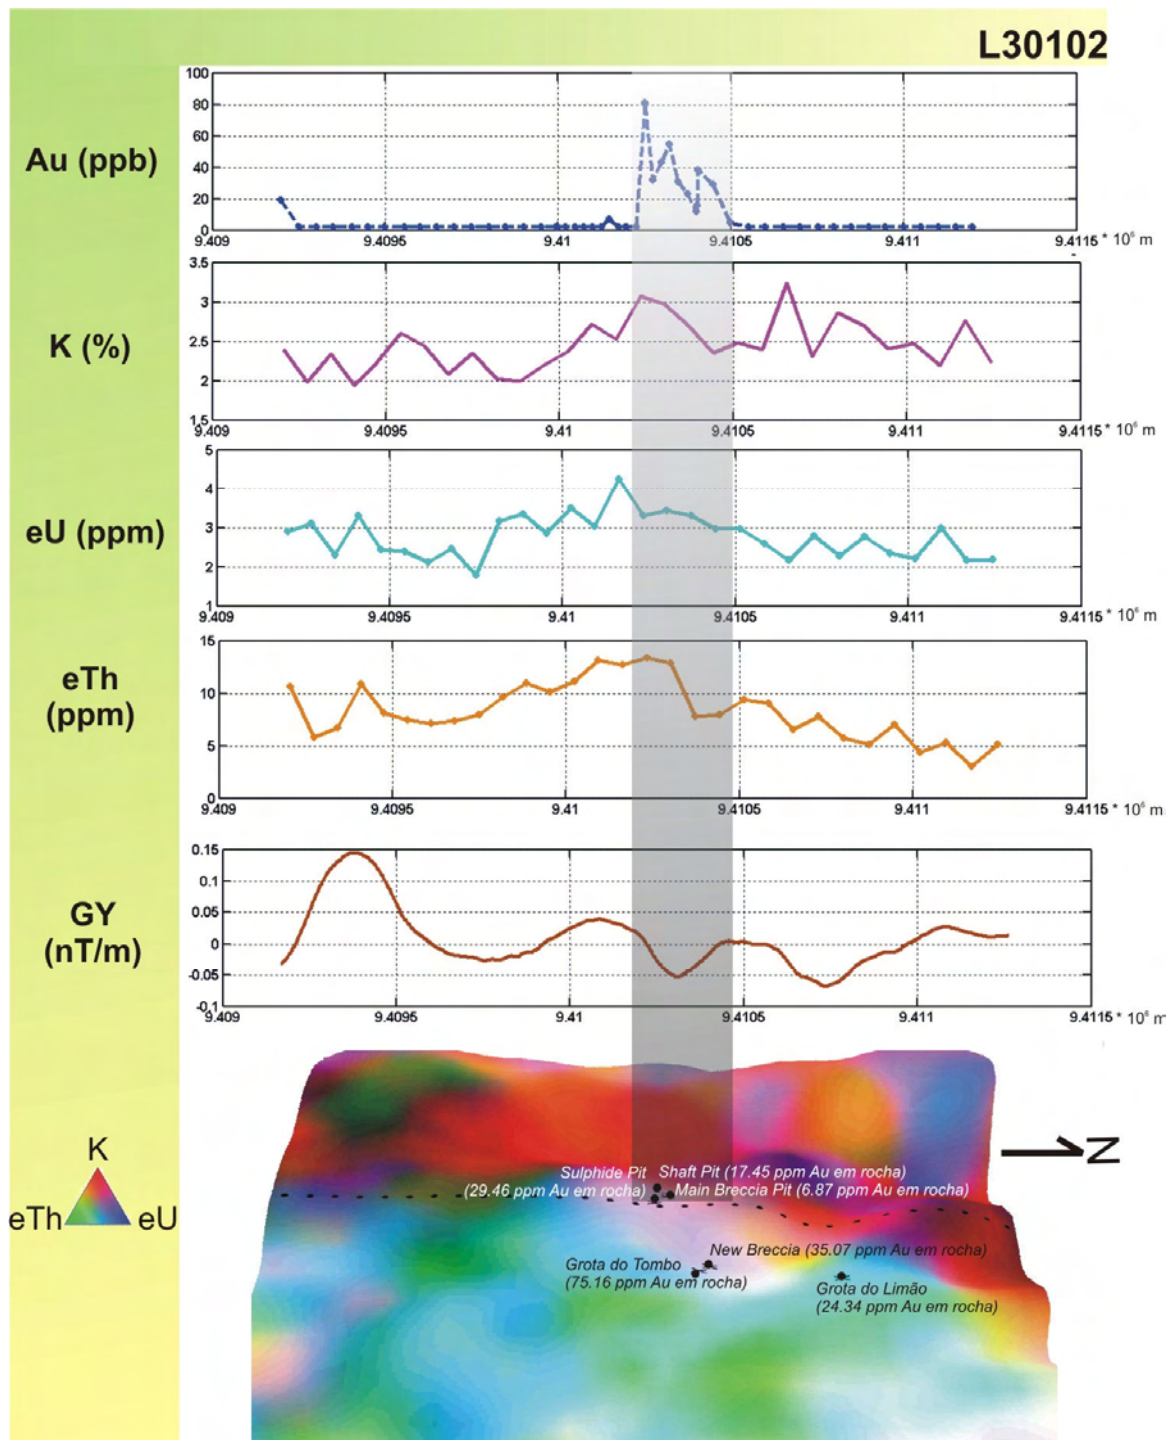 L30102
Au (ppb)
100
80
60
40
20
0
9.409 9.4095 9.41 9.4105 9.411 9.4115 * 10⁶ m
K (%)
3.5
3
2.5
2
1.5
9.409 9.4095 9.41 9.4105 9.411 9.4115 * 10⁶ m
eU (ppm)
5
4
3
2
1
9.409 9.4095 9.41 9.4105 9.411 9.4115 * 10⁶ m
eTh
(ppm)
15
10
5
0
9.409 9.4095 9.41 9.4105 9.411 9.4115 * 10⁶ m
GY
(nT/m)
0.15
0.1
0.05
0
-0.05
-0.1
9.409 9.4095 9.41 9.4105 9.411 9.4115 * 10⁶ m
K
eTh eU
N
Sulphide Pit
(29.46 ppm Au em rocha)
Shaft Pit (17.45 ppm Au em rocha)
Main Breccia Pit (6.87 ppm Au em rocha)
New Breccia (35.07 ppm Au em rocha)
Grota do Tombo
(75.16 ppm Au em rocha)
Grota do Limão
(24.34 ppm Au em rocha)